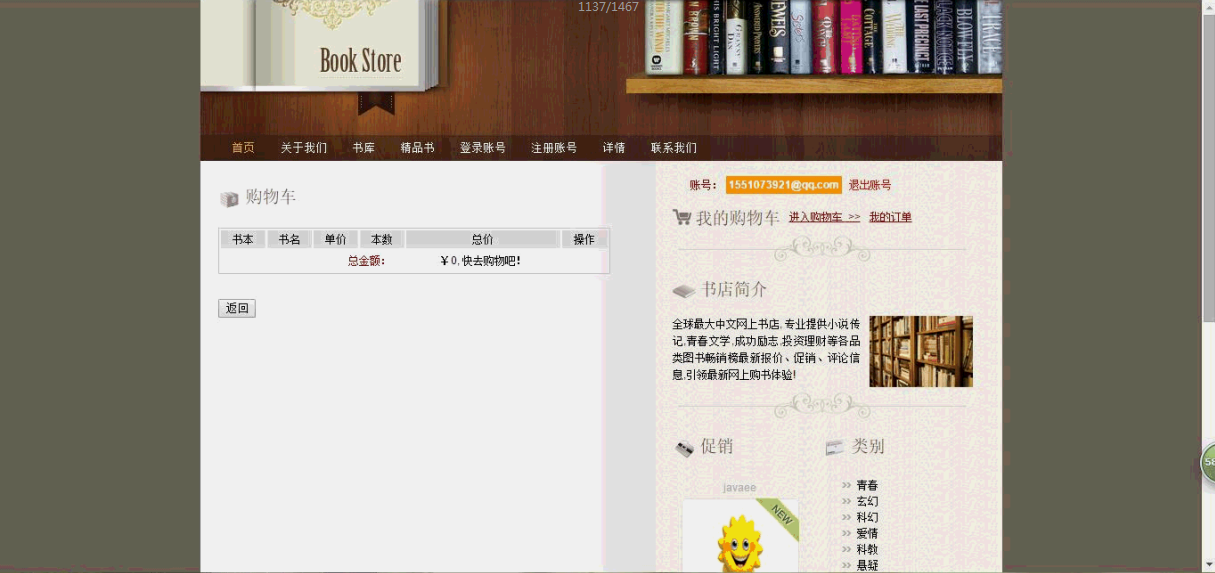 1137/1467
Book Store
首页 关于我们 书库 精品书 登录账号 注册账号 详情 联系我们
购物车
书本 书名 单价 本数 总价 操作
总金额: ￥0,快去购物吧!
返回
账号: 1551073921@qq.com 退出账号
我的购物车 进入购物车 >> 我的订单
书店简介
全球最大中文网上书店,专业提供小说传
记,青春文学,成功励志,投资理财等各品
类图书畅销榜最新报价、促销、评论信
息,引领最新网上购书体验!
促销
javaee
NEW
类别
>> 青春
>> 玄幻
>> 科幻
>> 爱情
>> 科教
>> 悬疑
58